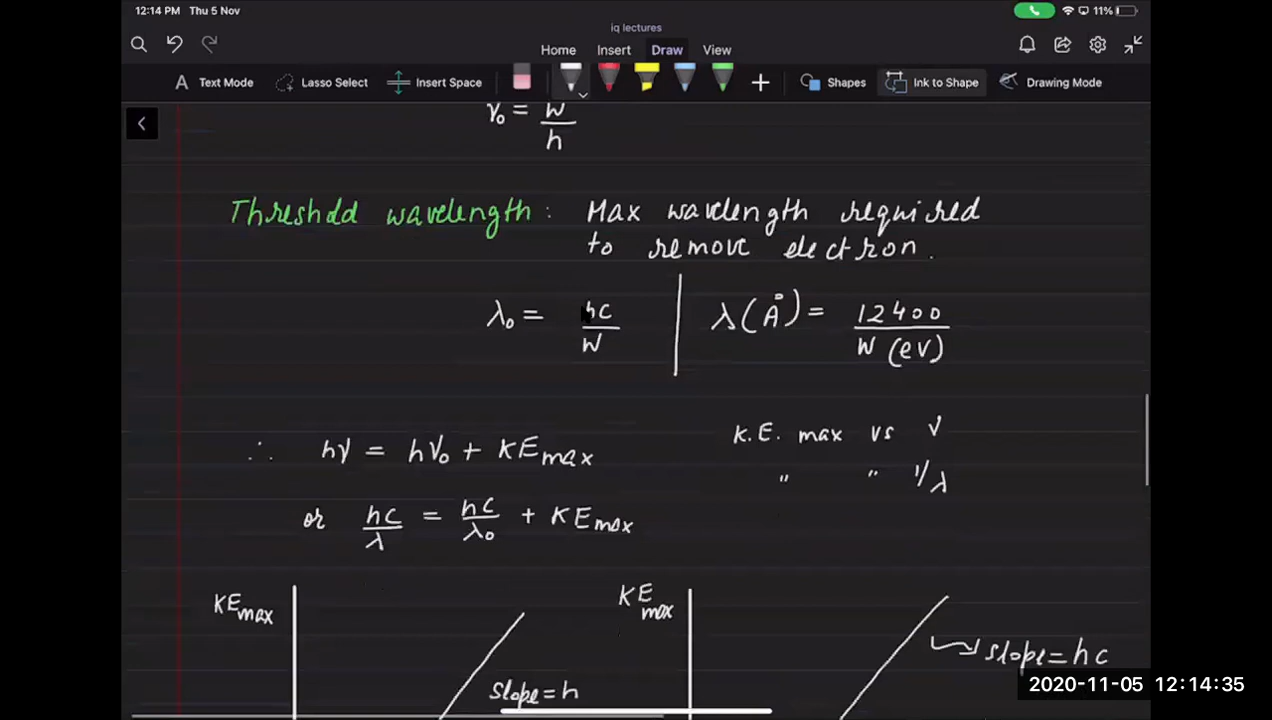 12:14 PM Thu 5 Nov
11%
iq lectures
Home Insert Draw View
Text Mode Lasso Select Insert Space Shapes Ink to Shape Drawing Mode
γ₀ = W/h
Threshold wavelength : Max wavelength required
to remove electron.
λ₀ = hc/W | λ(Å) = 12400/W (eV)
∴ hγ = hγ₀ + KEmax
K.E. max vs γ
" " 1/λ
or hc/λ = hc/λ₀ + KEmax
KEmax
KEmax
slope = hc
slope = h
2020-11-05 12:14:35